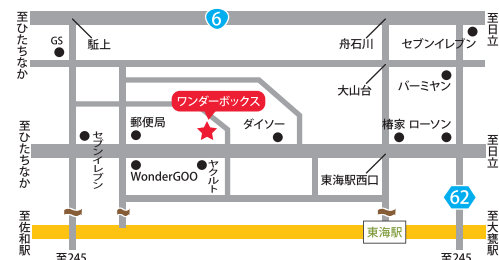 至ひたちなか
6
至日立
GS
駈上
舟石川
セブンイレブン
大山台
バーミヤン
ワンダーボックス
至ひたちなか
セブンイレブン
郵便局
ダイソー
椿家
ローソン
至日立
WonderGOO
ヤクルト
東海駅西口
62
至佐和駅
東海駅
至大甕駅
至245
至245